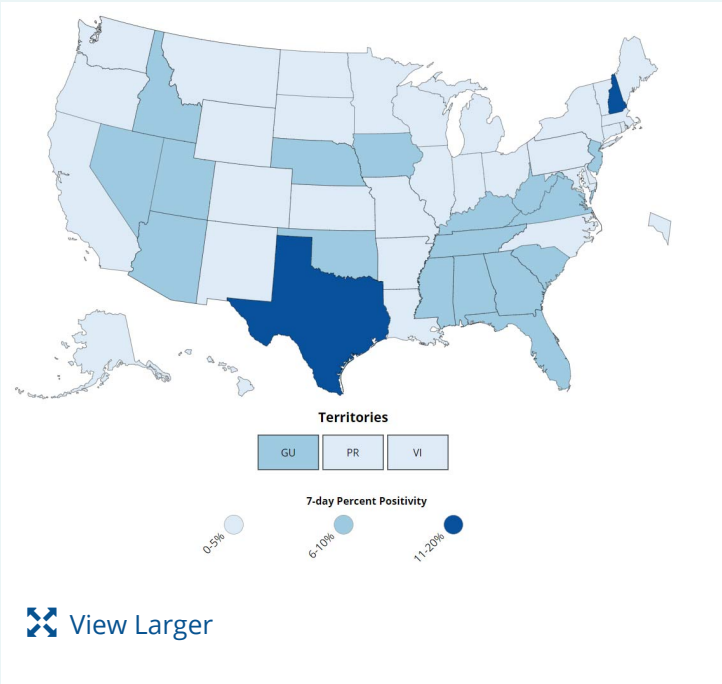 Territories
GU PR VI
7-day Percent Positivity
0-5% 6-10% 11-20%
View Larger